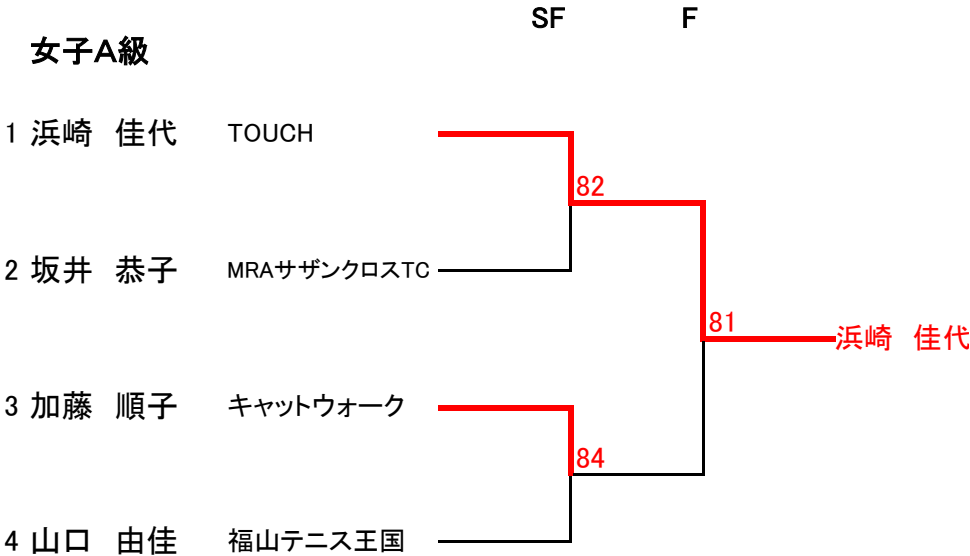 SF F
女子A級
1 浜崎 佳代 TOUCH
82
2 坂井 恭子 MRAサザンクロスTC
81
浜崎 佳代
3 加藤 順子 キャットウォーク
84
4 山口 由佳 福山テニス王国